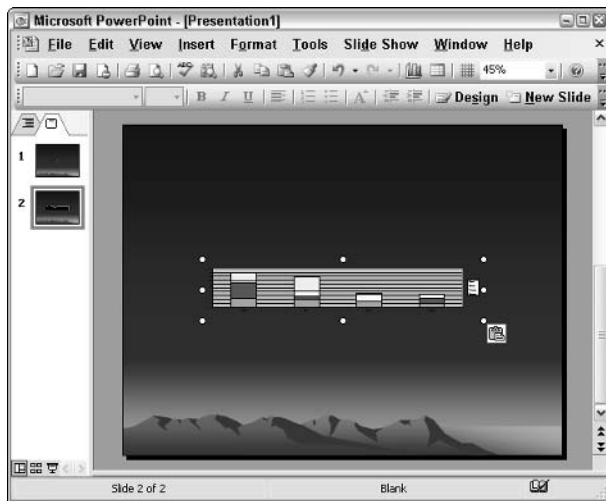 Microsoft PowerPoint - [Presentation1]
File Edit View Insert Format Tools Slide Show Window Help
45%
B I U A Design New Slide
1
2
Slide 2 of 2 Blank